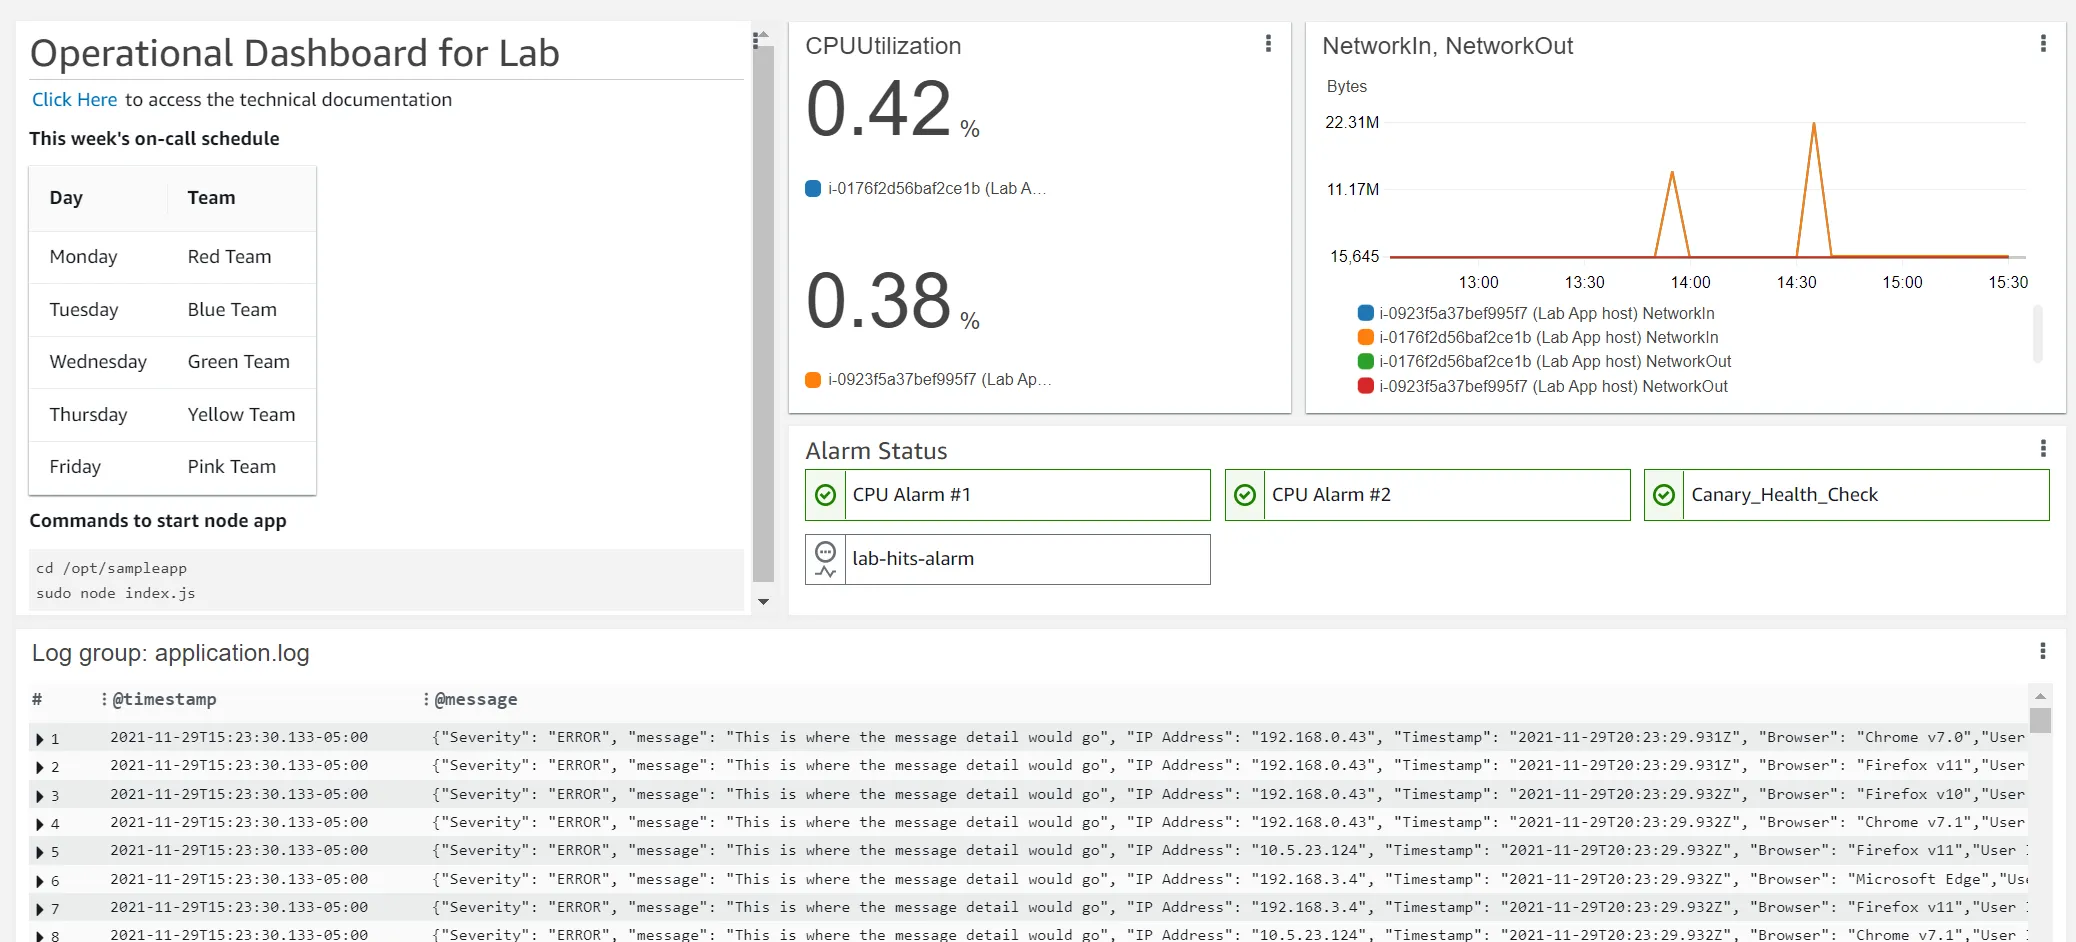 Operational Dashboard for Lab
Click Here to access the technical documentation
This week's on-call schedule
Day Team
Monday Red Team
Tuesday Blue Team
Wednesday Green Team
Thursday Yellow Team
Friday Pink Team
Commands to start node app
cd /opt/sampleapp
sudo node index.js
CPUUtilization
0.42 %
i-0176f2d56baf2ce1b (Lab A…
0.38 %
i-0923f5a37bef995f7 (Lab Ap…
NetworkIn, NetworkOut
Bytes
22.31M
11.17M
15,645
13:00 13:30 14:00 14:30 15:00 15:30
i-0923f5a37bef995f7 (Lab App host) NetworkIn
i-0176f2d56baf2ce1b (Lab App host) NetworkIn
i-0176f2d56baf2ce1b (Lab App host) NetworkOut
i-0923f5a37bef995f7 (Lab App host) NetworkOut
Alarm Status
CPU Alarm #1 CPU Alarm #2 Canary_Health_Check
lab-hits-alarm
Log group: application.log
# @timestamp @message
1 2021-11-29T15:23:30.133-05:00 {"Severity": "ERROR", "message": "This is where the message detail would go", "IP Address": "192.168.0.43", "Timestamp": "2021-11-29T20:23:29.931Z", "Browser": "Chrome v7.0","User
2 2021-11-29T15:23:30.133-05:00 {"Severity": "ERROR", "message": "This is where the message detail would go", "IP Address": "192.168.0.43", "Timestamp": "2021-11-29T20:23:29.931Z", "Browser": "Firefox v11","User
3 2021-11-29T15:23:30.133-05:00 {"Severity": "ERROR", "message": "This is where the message detail would go", "IP Address": "192.168.0.43", "Timestamp": "2021-11-29T20:23:29.932Z", "Browser": "Firefox v10","User
4 2021-11-29T15:23:30.133-05:00 {"Severity": "ERROR", "message": "This is where the message detail would go", "IP Address": "192.168.0.43", "Timestamp": "2021-11-29T20:23:29.932Z", "Browser": "Chrome v7.1","User
5 2021-11-29T15:23:30.133-05:00 {"Severity": "ERROR", "message": "This is where the message detail would go", "IP Address": "10.5.23.124", "Timestamp": "2021-11-29T20:23:29.932Z", "Browser": "Firefox v11","User
6 2021-11-29T15:23:30.133-05:00 {"Severity": "ERROR", "message": "This is where the message detail would go", "IP Address": "192.168.3.4", "Timestamp": "2021-11-29T20:23:29.932Z", "Browser": "Microsoft Edge","Use
7 2021-11-29T15:23:30.133-05:00 {"Severity": "ERROR", "message": "This is where the message detail would go", "IP Address": "192.168.3.4", "Timestamp": "2021-11-29T20:23:29.932Z", "Browser": "Firefox v11","User
8 2021-11-29T15:23:30.133-05:00 {"Severity": "ERROR", "message": "This is where the message detail would go", "IP Address": "10.5.23.124", "Timestamp": "2021-11-29T20:23:29.932Z", "Browser": "Chrome v7.1","User